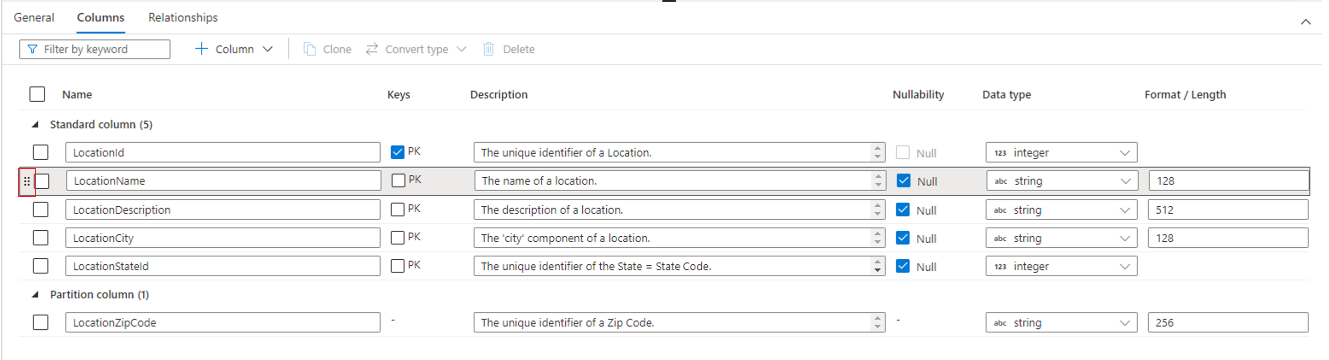 General Columns Relationships
Filter by keyword + Column Clone Convert type Delete
Name Keys Description Nullability Data type Format / Length
Standard column (5)
LocationId PK The unique identifier of a Location. Null 123 integer
LocationName PK The name of a location. Null abc string 128
LocationDescription PK The description of a location. Null abc string 512
LocationCity PK The 'city' component of a location. Null abc string 128
LocationStateId PK The unique identifier of the State = State Code. Null 123 integer
Partition column (1)
LocationZipCode - The unique identifier of a Zip Code. - abc string 256